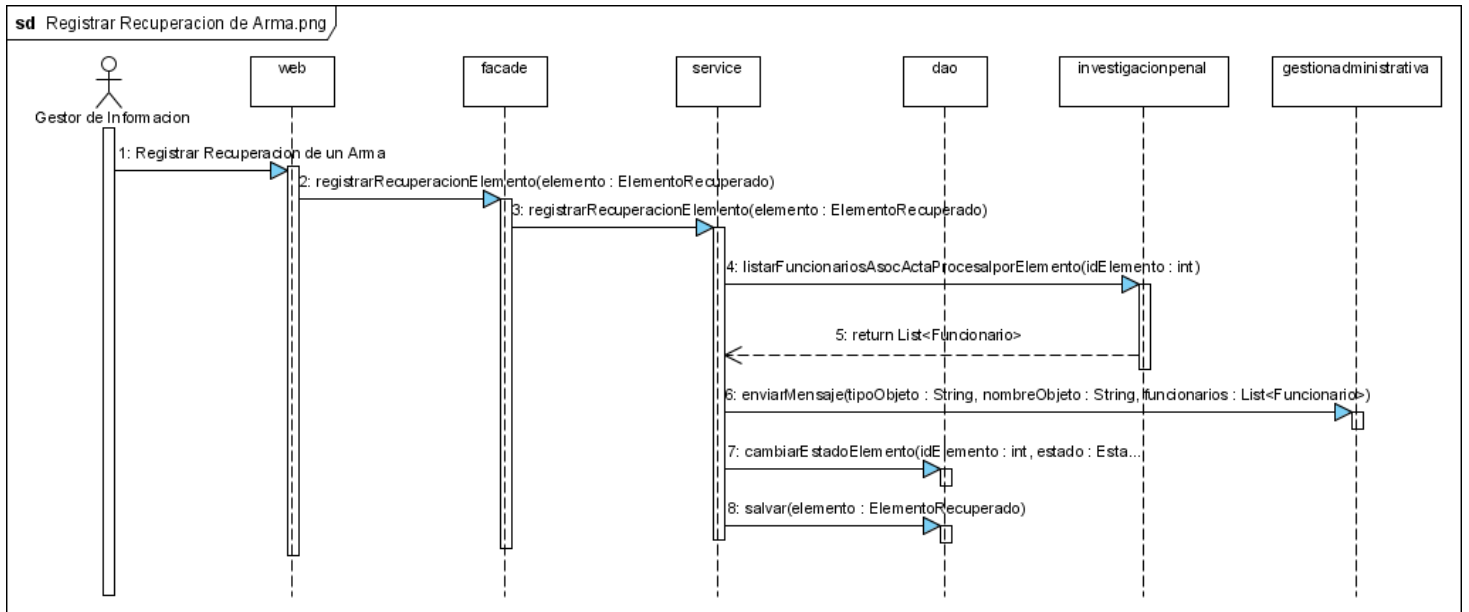 sd Registrar Recuperacion de Arma.png
web
facade
service
dao
investigacionpenal
gestionadministrativa
Gestor de Informacion
1: Registrar Recuperacion de un Arma
2: registrarRecuperacionElemento(elemento : ElementoRecuperado)
3: registrarRecuperacionElemento(elemento : ElementoRecuperado)
4: listarFuncionariosAsocActaProcesalporElemento(idElemento : int)
5: return List<Funcionario>
6: enviarMensaje(tipoObjeto : String, nombreObjeto : String, funcionarios : List<Funcionario>)
7: cambiarEstadoElemento(idElemento : int, estado : Esta...
8: salvar(elemento : ElementoRecuperado)